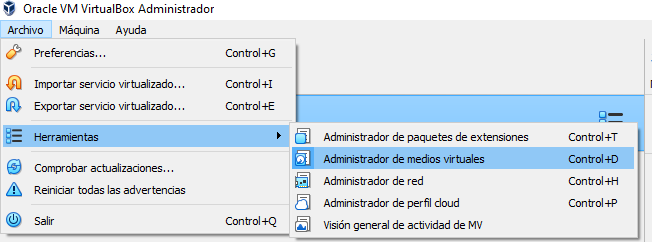 Oracle VM VirtualBox Administrador
Archivo Máquina Ayuda
Preferencias... Control+G
Importar servicio virtualizado... Control+I
Exportar servicio virtualizado... Control+E
Herramientas
Administrador de paquetes de extensiones Control+T
Administrador de medios virtuales Control+D
Administrador de red Control+H
Administrador de perfil cloud Control+P
Visión general de actividad de MV
Comprobar actualizaciones...
Reiniciar todas las advertencias
Salir Control+Q